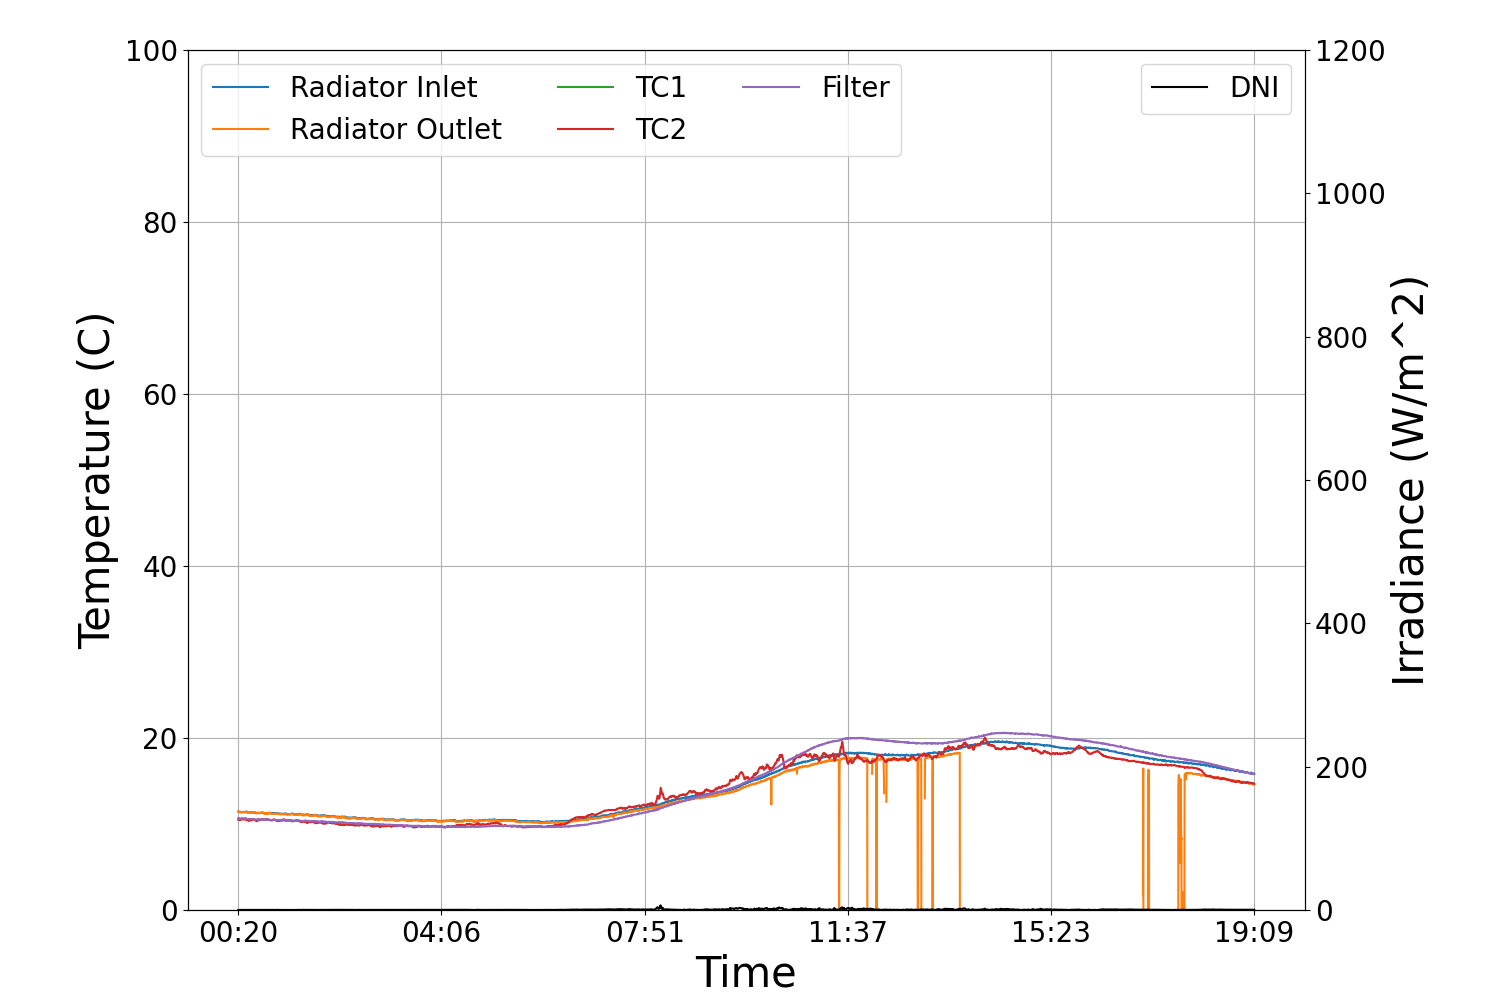 100
80
60
40
20
0
Temperature (C)
Radiator Inlet
Radiator Outlet
TC1
TC2
Filter
DNI
1200
1000
800
600
400
200
0
Irradiance (W/m^2)
00:20 04:06 07:51 11:37 15:23 19:09
Time